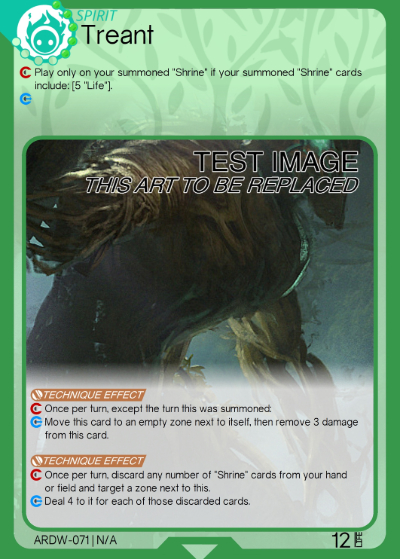 SPIRIT
Treant
C Play only on your summoned "Shrine" if your summoned "Shrine" cards
include: [5 "Life"].
C
TEST IMAGE
THIS ART TO BE REPLACED
TECHNIQUE EFFECT
C Once per turn, except the turn this was summoned:
C Move this card to an empty zone next to itself, then remove 3 damage
from this card.
TECHNIQUE EFFECT
C Once per turn, discard any number of "Shrine" cards from your hand
or field and target a zone next to this.
C Deal 4 to it for each of those discarded cards.
ARDW-071 | N/A
12 LIFE